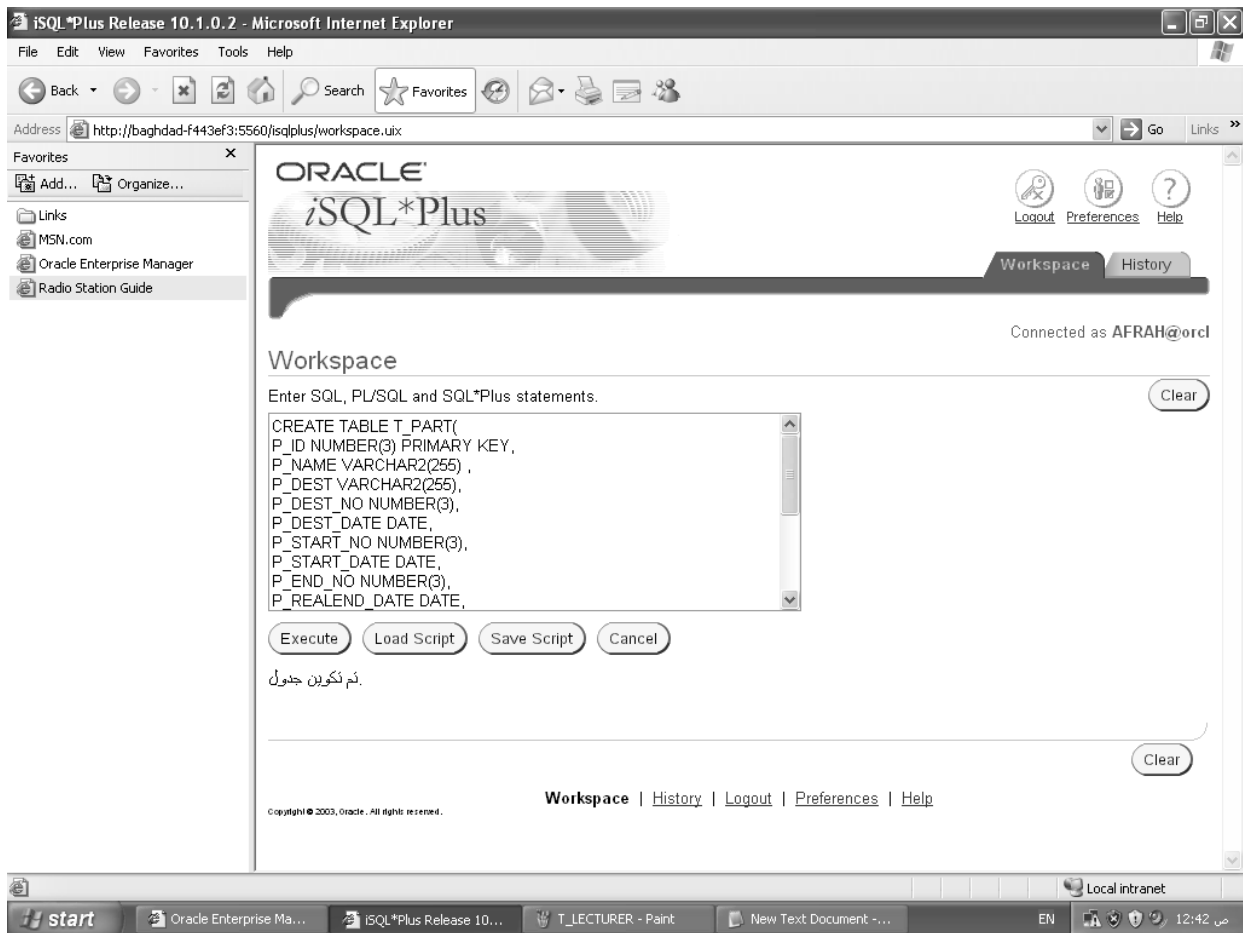 iSQL*Plus Release 10.1.0.2 - Microsoft Internet Explorer
File Edit View Favorites Tools Help
Back Search Favorites
Address http://baghdad-f443ef3:5560/isqlplus/workspace.uix Go Links »
Favorites x
Add... Organize...
Links
MSN.com
Oracle Enterprise Manager
Radio Station Guide
ORACLE
iSQL*Plus
Logout Preferences Help
Workspace History
Connected as AFRAH@orcl
Workspace
Enter SQL, PL/SQL and SQL*Plus statements.
Clear
CREATE TABLE T_PART(
P_ID NUMBER(3) PRIMARY KEY,
P_NAME VARCHAR2(255) ,
P_DEST VARCHAR2(255),
P_DEST_NO NUMBER(3),
P_DEST_DATE DATE,
P_START_NO NUMBER(3),
P_START_DATE DATE,
P_END_NO NUMBER(3),
P_REALEND_DATE DATE,
Execute Load Script Save Script Cancel
تم تكوين جدول.
Clear
Workspace | History | Logout | Preferences | Help
Copyright © 2003, Oracle. All rights reserved.
Local intranet
start Oracle Enterprise Ma... iSQL*Plus Release 10... T_LECTURER - Paint New Text Document -... EN 12:42 ص